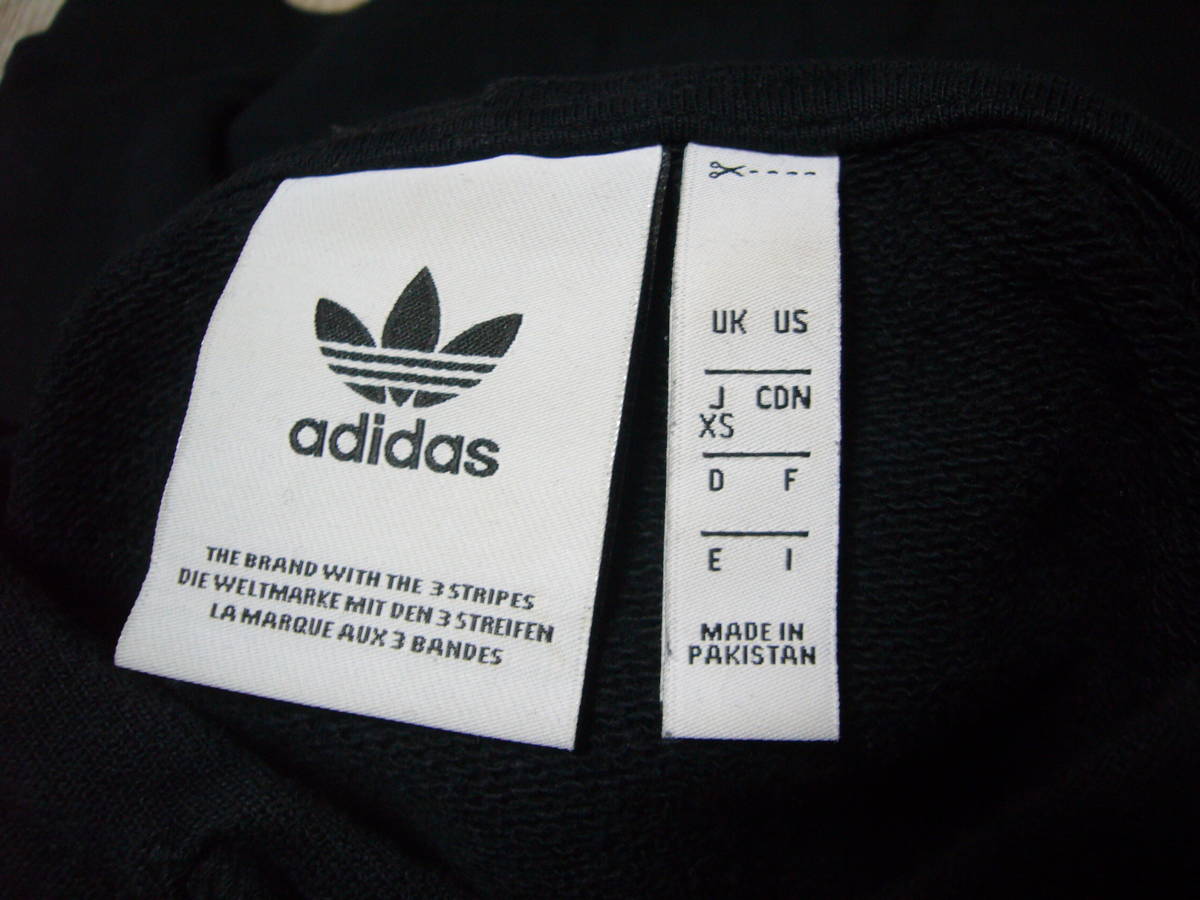 adidas
THE BRAND WITH THE 3 STRIPES
DIE WELTMARKE MIT DEN 3 STREIFEN
LA MARQUE AUX 3 BANDES
UK US
J CDN
XS
D F
E I
MADE IN
PAKISTAN